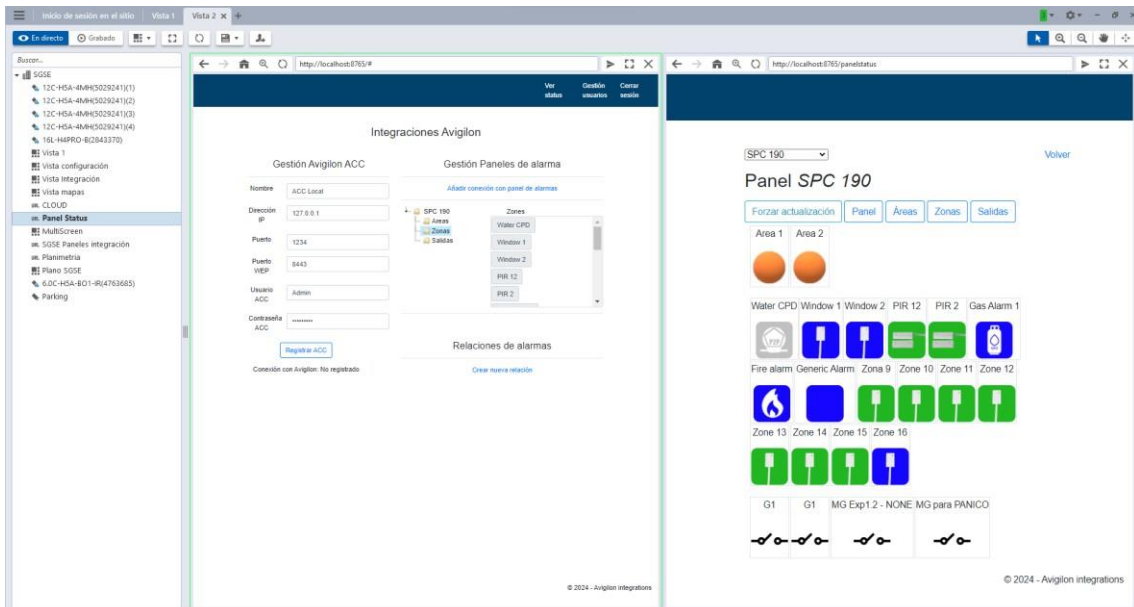 Inicio de sesión en el sitio
Vista 1
Vista 2
En directo
Grabado
Buscar...
SGSE
12C-H5A-4MH(5029241)(1)
12C-H5A-4MH(5029241)(2)
12C-H5A-4MH(5029241)(3)
12C-H5A-4MH(5029241)(4)
16L-H4PRO-B(2643370)
Vista 1
Vista configuración
Vista Integración
Vista mapas
CLOUD
Panel Status
MultiScreen
SGSE Paneles integración
Planimetria
Plano SGSE
6.0C-H5A-BO1-IR(4763685)
Parking
http://localhost:8765/#
Ver status
Gestión usuarios
Cerrar sesión
Integraciones Avigilon
Gestión Avigilon ACC
Nombre
ACC Local
Dirección IP
127.0.0.1
Puerto
1234
Puerto WEP
8443
Usuario ACC
Admin
Contraseña ACC
Registrar ACC
Conexión con Avigilon: No registrado
Gestión Paneles de alarma
Añadir conexión con panel de alarmas
SPC 190
Areas
Zonas
Salidas
Zones
Water CPD
Window 1
Window 2
PIR 12
PIR 2
Relaciones de alarmas
Crear nueva relación
© 2024 - Avigilon integrations
http://localhost:8765/panelstatus
SPC 190
Volver
Panel SPC 190
Forzar actualización
Panel
Áreas
Zonas
Salidas
Area 1 Area 2
Water CPD Window 1 Window 2 PIR 12 PIR 2 Gas Alarm 1
Fire alarm Generic Alarm Zona 9 Zone 10 Zone 11 Zone 12
Zone 13 Zone 14 Zone 15 Zone 16
G1 G1 MG Exp1.2 - NONE MG para PANICO
© 2024 - Avigilon integrations